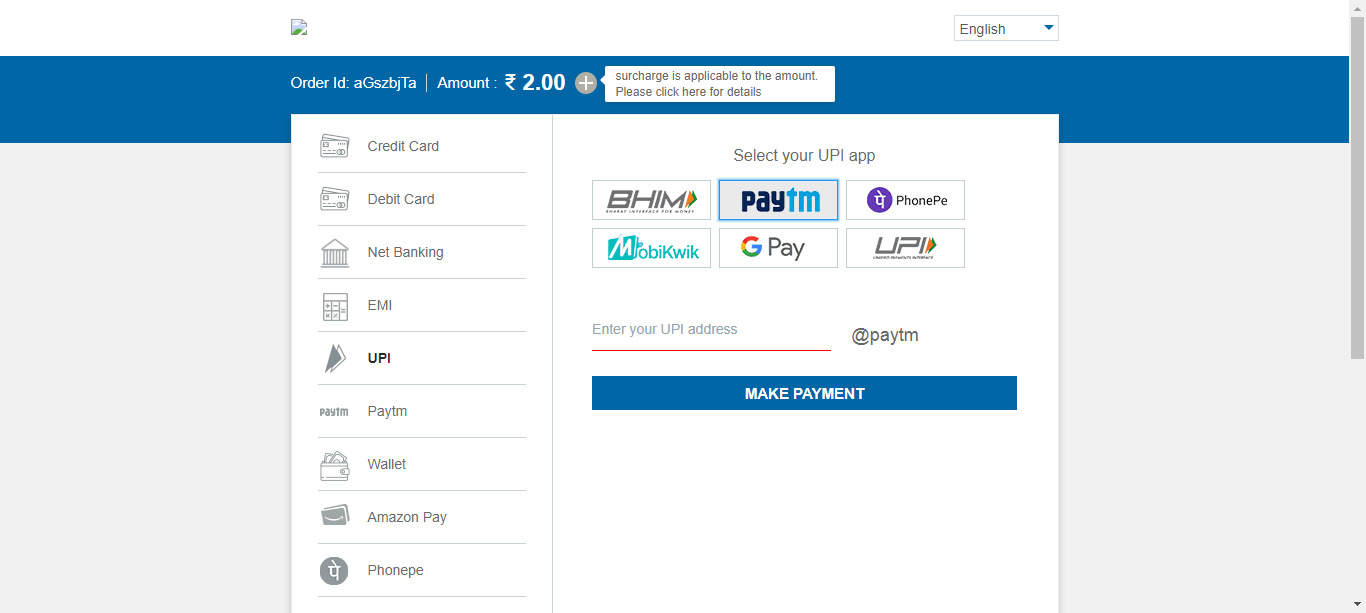 English
Order Id: aGszbjTa Amount : ₹ 2.00
surcharge is applicable to the amount.
Please click here for details
Credit Card
Debit Card
Net Banking
EMI
UPI
paytm Paytm
Wallet
Amazon Pay
पे Phonepe
Select your UPI app
BHIM paytm पे PhonePe
BHARAT INTERFACE FOR MONEY
MobiKwik G Pay UPI
UNIFIED PAYMENTS INTERFACE
Enter your UPI address @paytm
MAKE PAYMENT